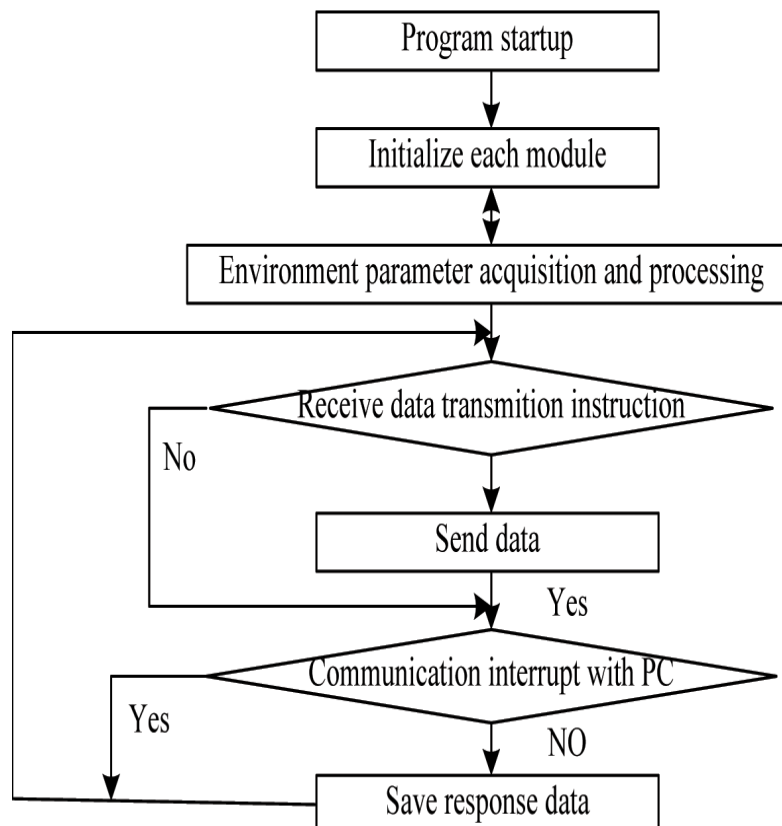 Program startup
Initialize each module
Environment parameter acquisition and processing
Receive data transmition instruction
No
Send data
Yes
Communication interrupt with PC
Yes
NO
Save response data